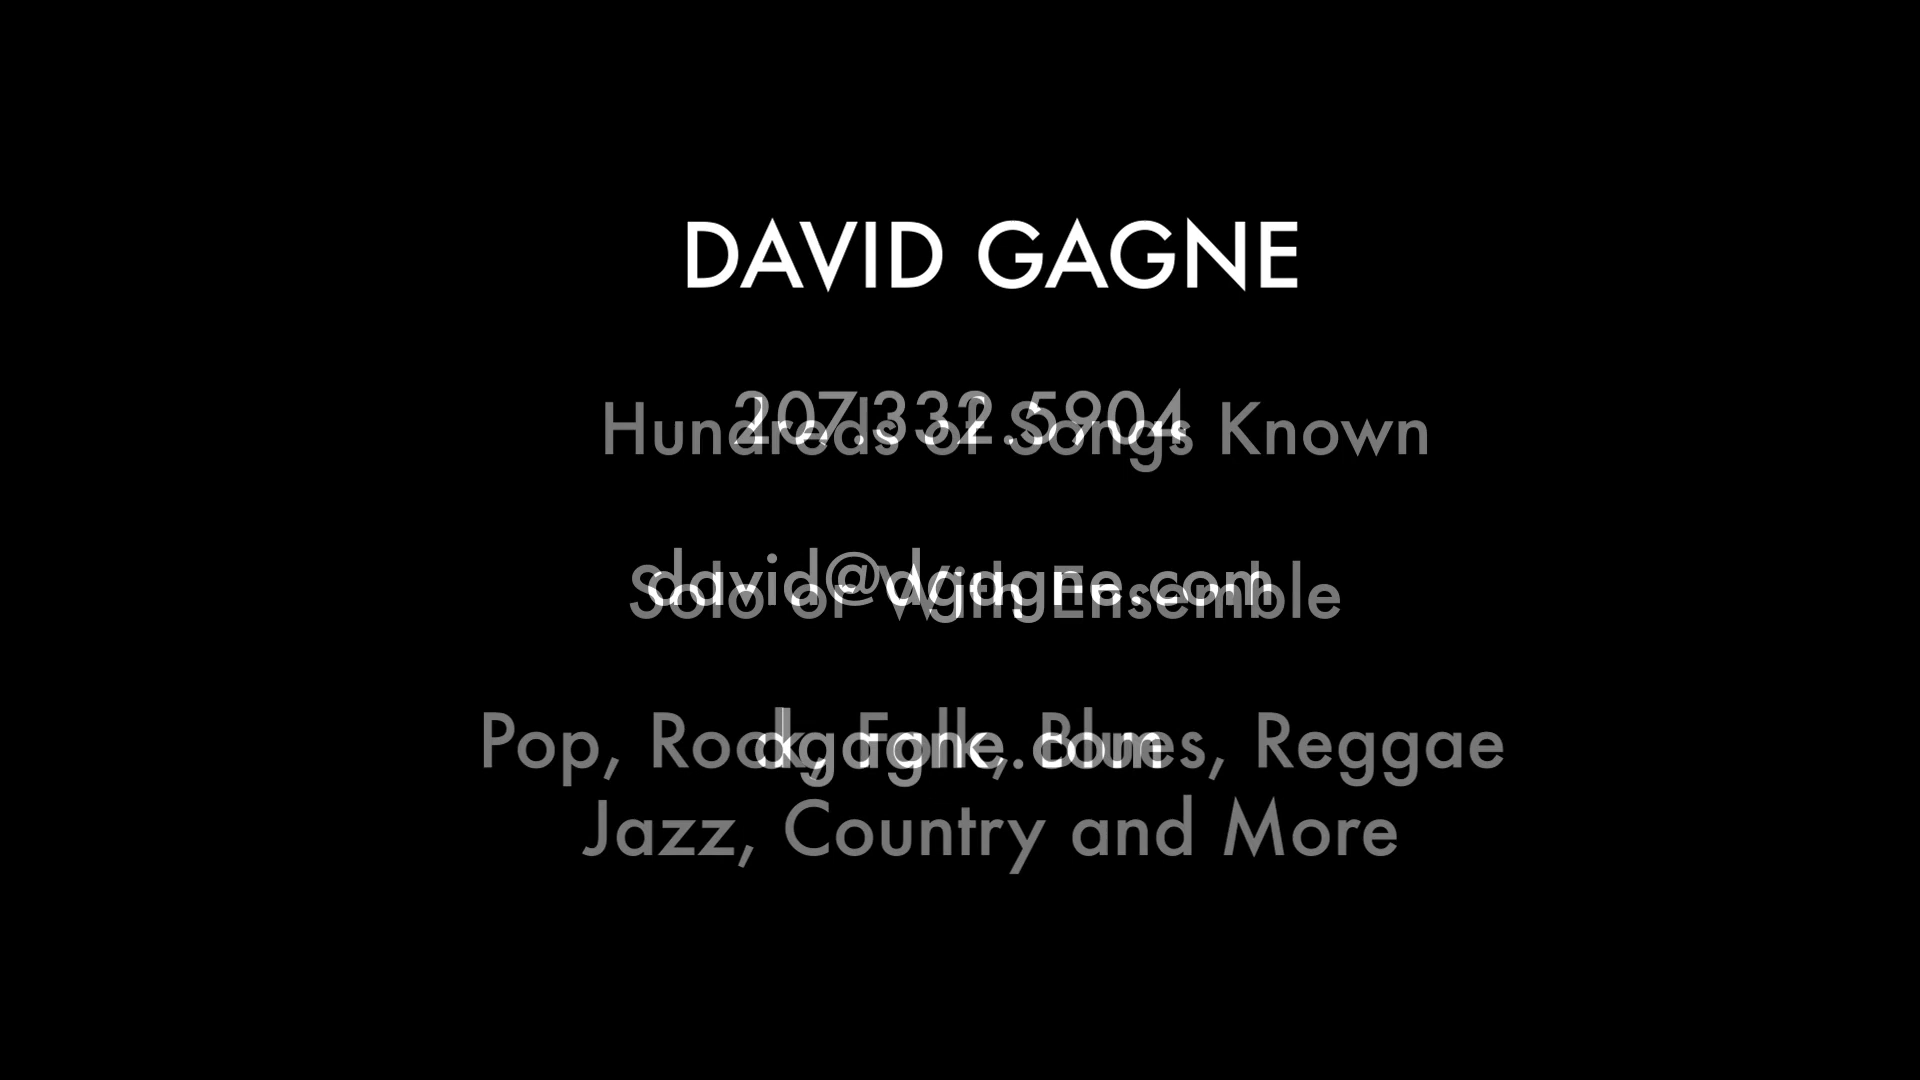 DAVID GAGNE
207.332.5904
Hundreds of Songs Known
david@dgagne.com
Solo or With Ensemble
dgagne.com
Pop, Rock, Folk, Blues, Reggae
Jazz, Country and More